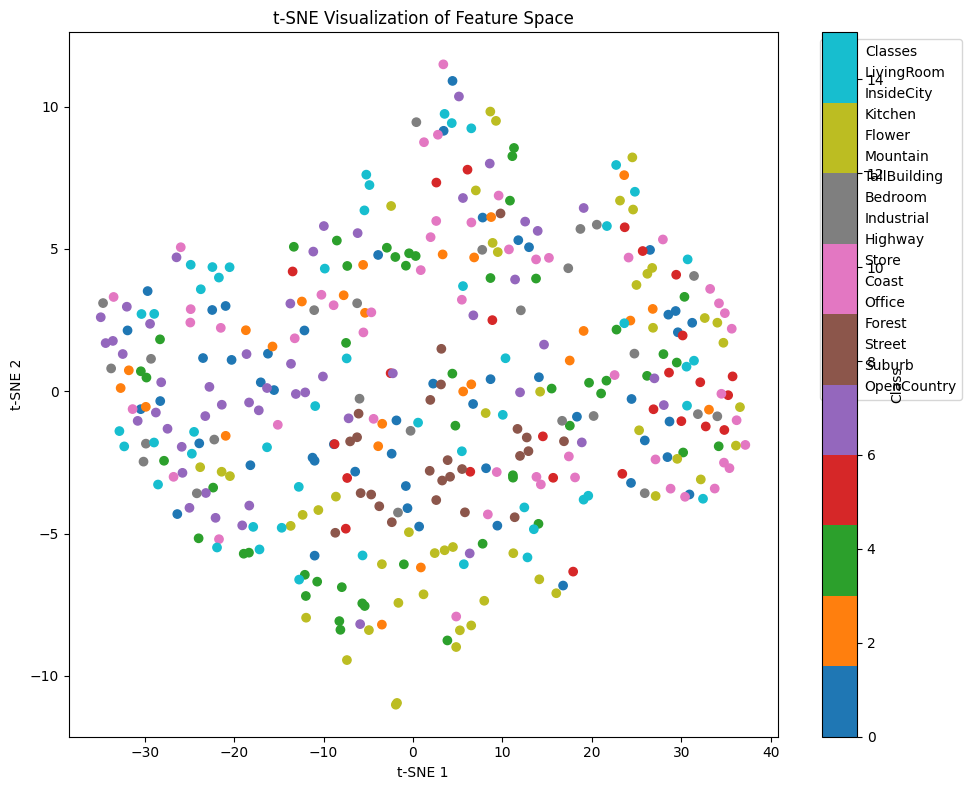 t-SNE Visualization of Feature Space
10
5
0
−5
−10
t-SNE 2
−30
−20
−10
0
10
20
30
40
t-SNE 1
Classes
LivingRoom
InsideCity
Kitchen
Flower
Mountain
TallBuilding
Bedroom
Industrial
Highway
Store
Coast
Office
Forest
Street
Suburb
OpenCountry
14
12
10
8
6
4
2
0
Class